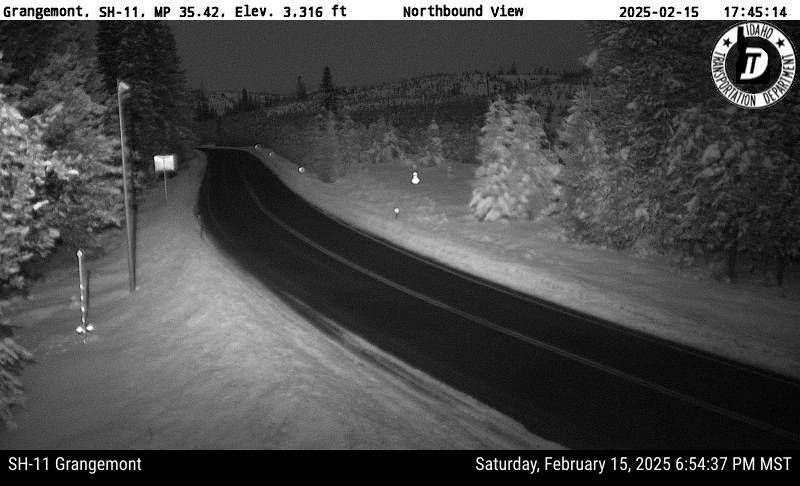 Grangemont, SH-11, MP 35.42, Elev. 3,316 ft Northbound View 2025-02-15 17:45:14
IDAHO
TRANSPORTATION DEPARTMENT
SH-11 Grangemont Saturday, February 15, 2025 6:54:37 PM MST